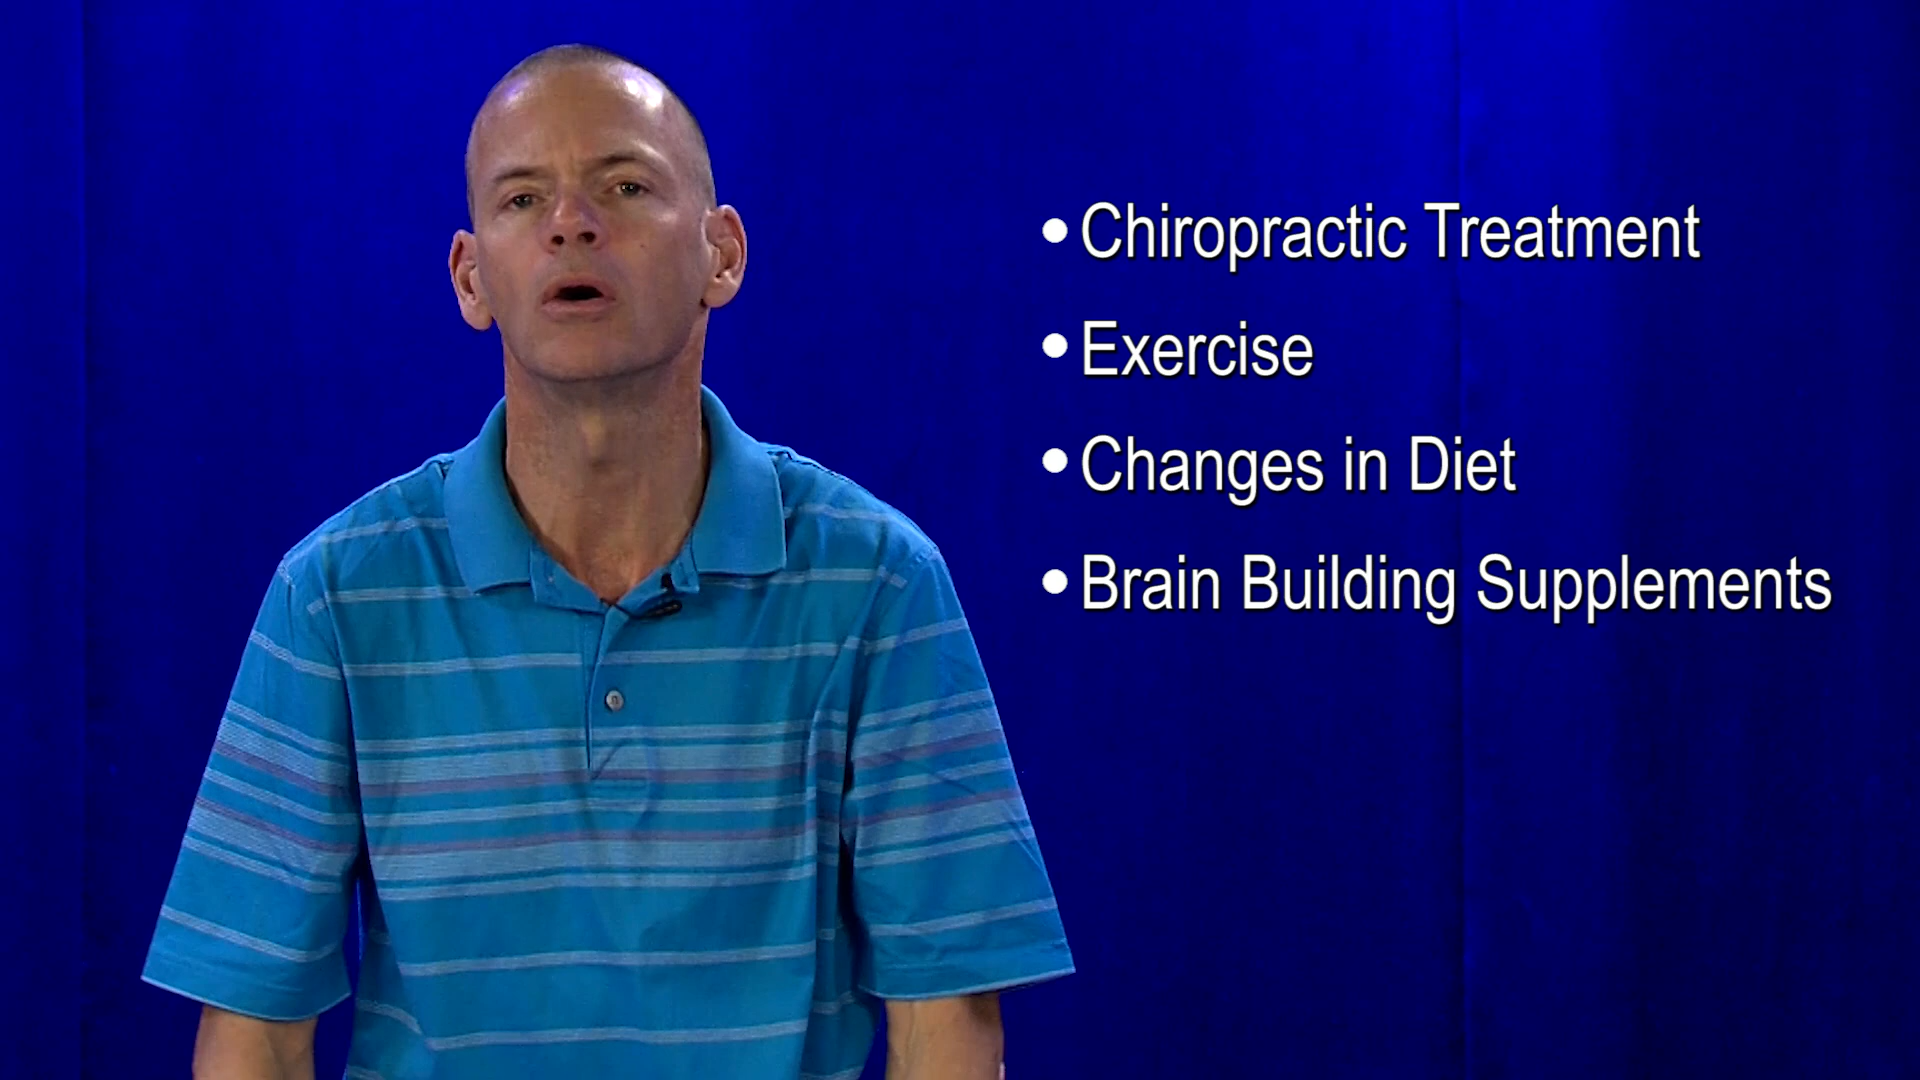 • Chiropractic Treatment
• Exercise
• Changes in Diet
• Brain Building Supplements